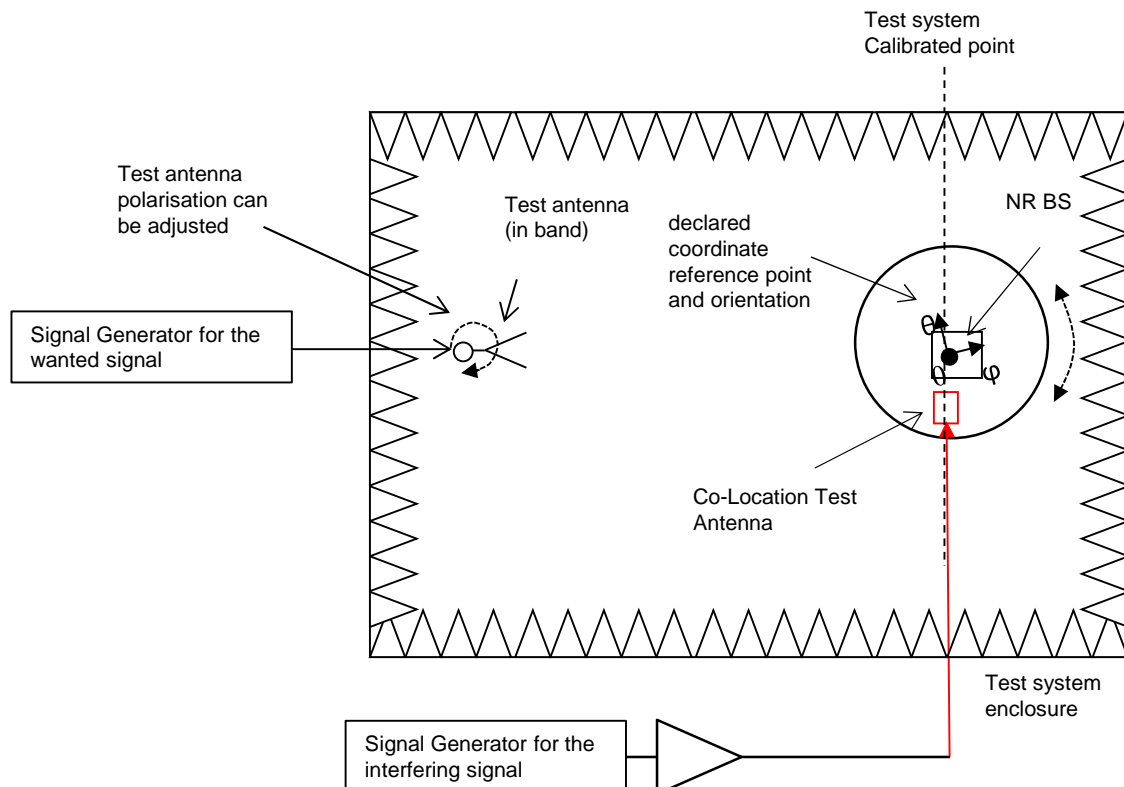 Test system
Calibrated point
Test antenna
polarisation can
be adjusted
Test antenna
(in band)
declared
coordinate
reference point
and orientation
NR BS
Signal Generator for the
wanted signal
θ
0
φ
Co-Location Test
Antenna
Test system
enclosure
Signal Generator for the
interfering signal